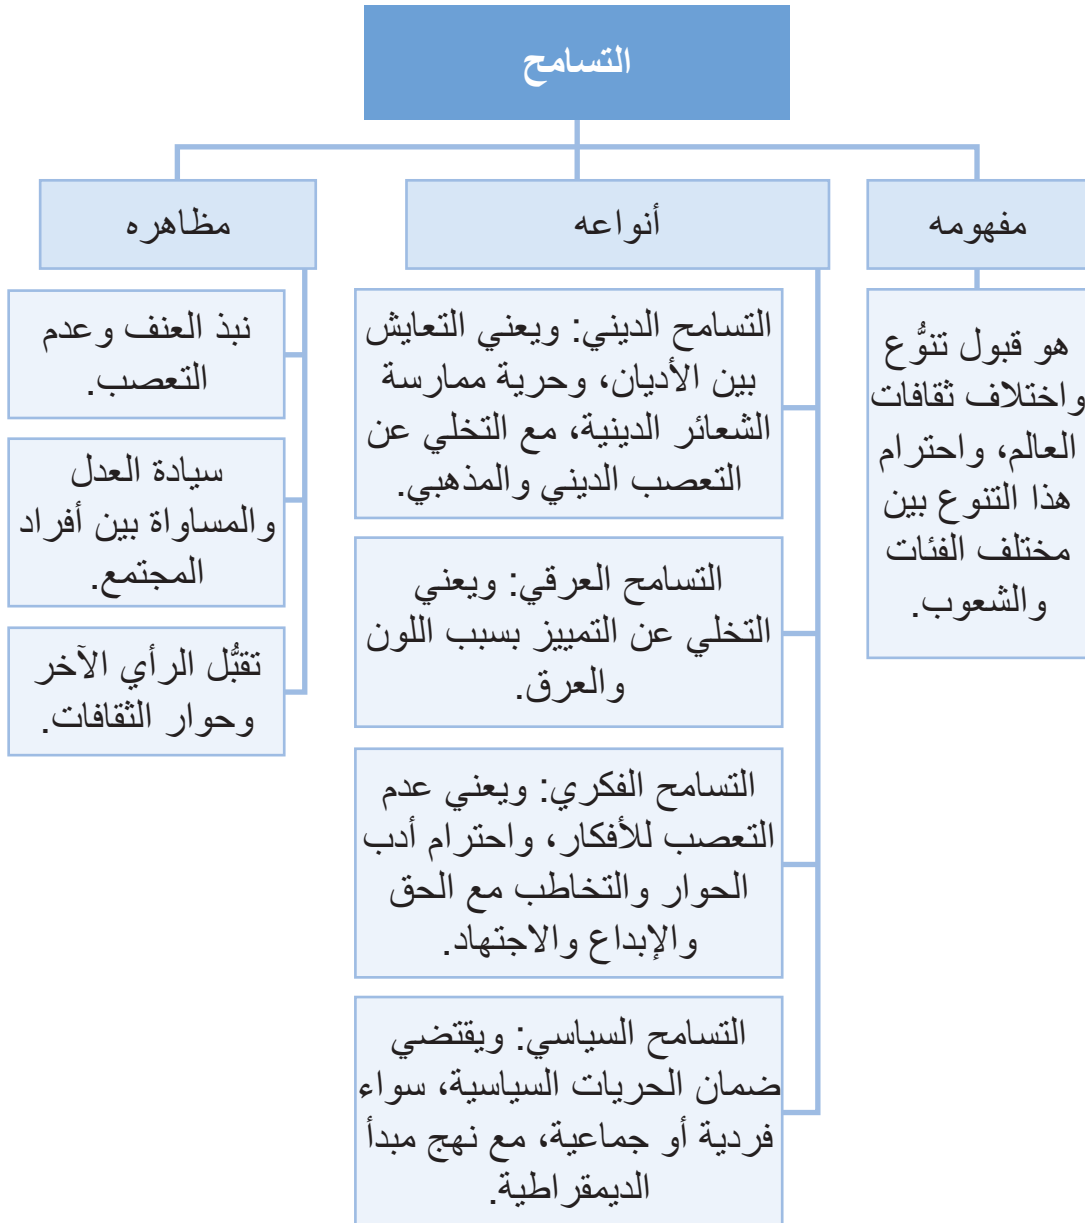 التسامح
مفهومه
هو قبول تنوُّع
واختلاف ثقافات
العالم، واحترام
هذا التنوع بين
مختلف الفئات
والشعوب.
أنواعه
التسامح الديني: ويعني التعايش
بين الأديان، وحرية ممارسة
الشعائر الدينية، مع التخلي عن
التعصب الديني والمذهبي.
التسامح العرقي: ويعني
التخلي عن التمييز بسبب اللون
والعرق.
التسامح الفكري: ويعني عدم
التعصب للأفكار، واحترام أدب
الحوار والتخاطب مع الحق
والإبداع والاجتهاد.
التسامح السياسي: ويقتضي
ضمان الحريات السياسية، سواء
فردية أو جماعية، مع نهج مبدأ
الديمقراطية.
مظاهره
نبذ العنف وعدم
التعصب.
سيادة العدل
والمساواة بين أفراد
المجتمع.
تقبُّل الرأي الآخر
وحوار الثقافات.